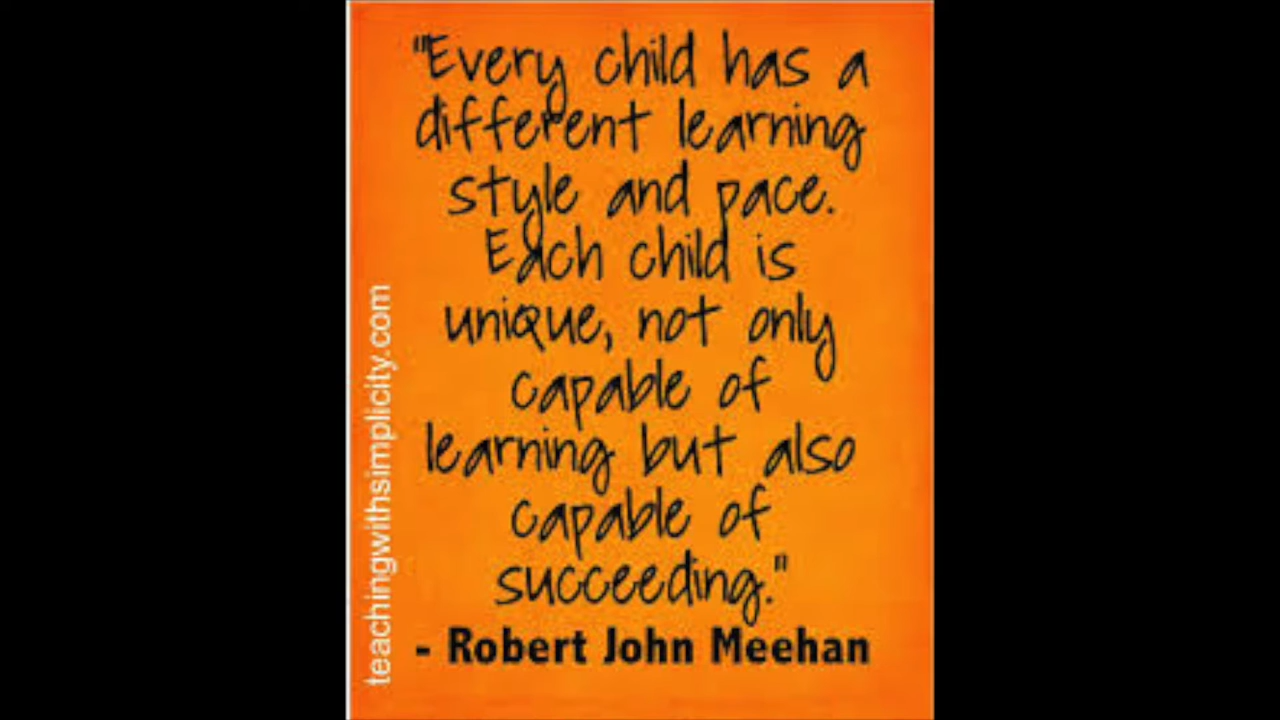 "Every child has a
different learning
style and pace.
Each child is
unique, not only
capable of
learning but also
capable of
succeeding."
- Robert John Meehan
teachingwithsimplicity.com